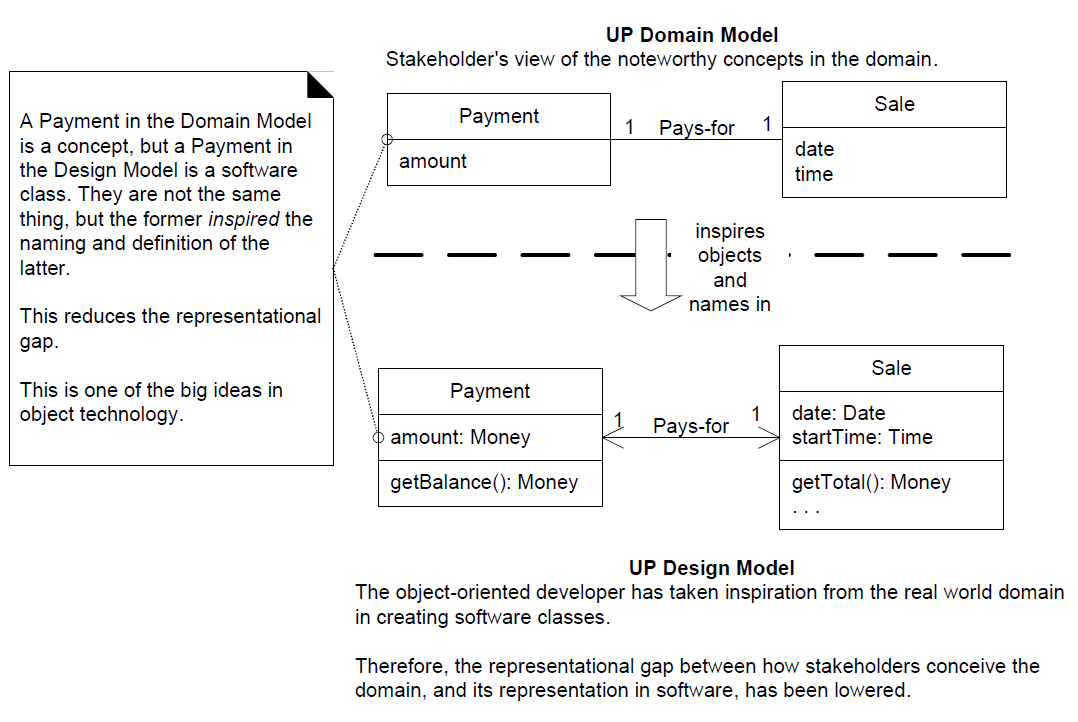 UP Domain Model
Stakeholder's view of the noteworthy concepts in the domain.
A Payment in the Domain Model
is a concept, but a Payment in
the Design Model is a software
class. They are not the same
thing, but the former inspired the
naming and definition of the
latter.
This reduces the representational
gap.
This is one of the big ideas in
object technology.
Payment
amount
1 Pays-for 1
Sale
date
time
inspires
objects
and
names in
Payment
amount: Money
getBalance(): Money
1 Pays-for 1
Sale
date: Date
startTime: Time
getTotal(): Money
. . .
UP Design Model
The object-oriented developer has taken inspiration from the real world domain
in creating software classes.
Therefore, the representational gap between how stakeholders conceive the
domain, and its representation in software, has been lowered.